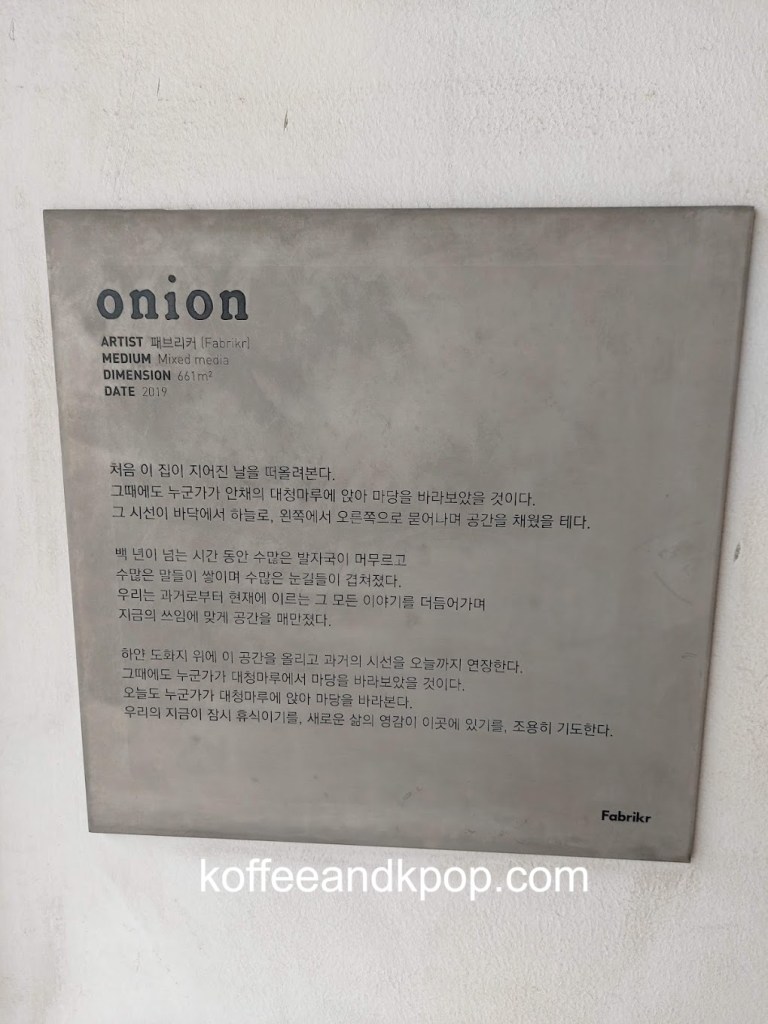 onion
ARTIST 패브리커 (Fabrikr)
MEDIUM Mixed media
DIMENSION 661m²
DATE 2019
처음 이 집이 지어진 날을 떠올려본다.
그때에도 누군가가 안채의 대청마루에 앉아 마당을 바라보았을 것이다.
그 시선이 바닥에서 하늘로, 왼쪽에서 오른쪽으로 묻어나며 공간을 채웠을 테다.
백 년이 넘는 시간 동안 수많은 발자국이 머무르고
수많은 말들이 쌓이며 수많은 눈길들이 겹쳐졌다.
우리는 과거로부터 현재에 이르는 그 모든 이야기를 더듬어가며
지금의 쓰임에 맞게 공간을 매만졌다.
하얀 도화지 위에 이 공간을 올리고 과거의 시선을 오늘까지 연장한다.
그때에도 누군가가 대청마루에서 마당을 바라보았을 것이다.
오늘도 누군가가 대청마루에 앉아 마당을 바라본다.
우리의 지금이 잠시 휴식이기를, 새로운 삶의 영감이 이곳에 있기를, 조용히 기도한다.
Fabrikr
koffeeandkpop.com